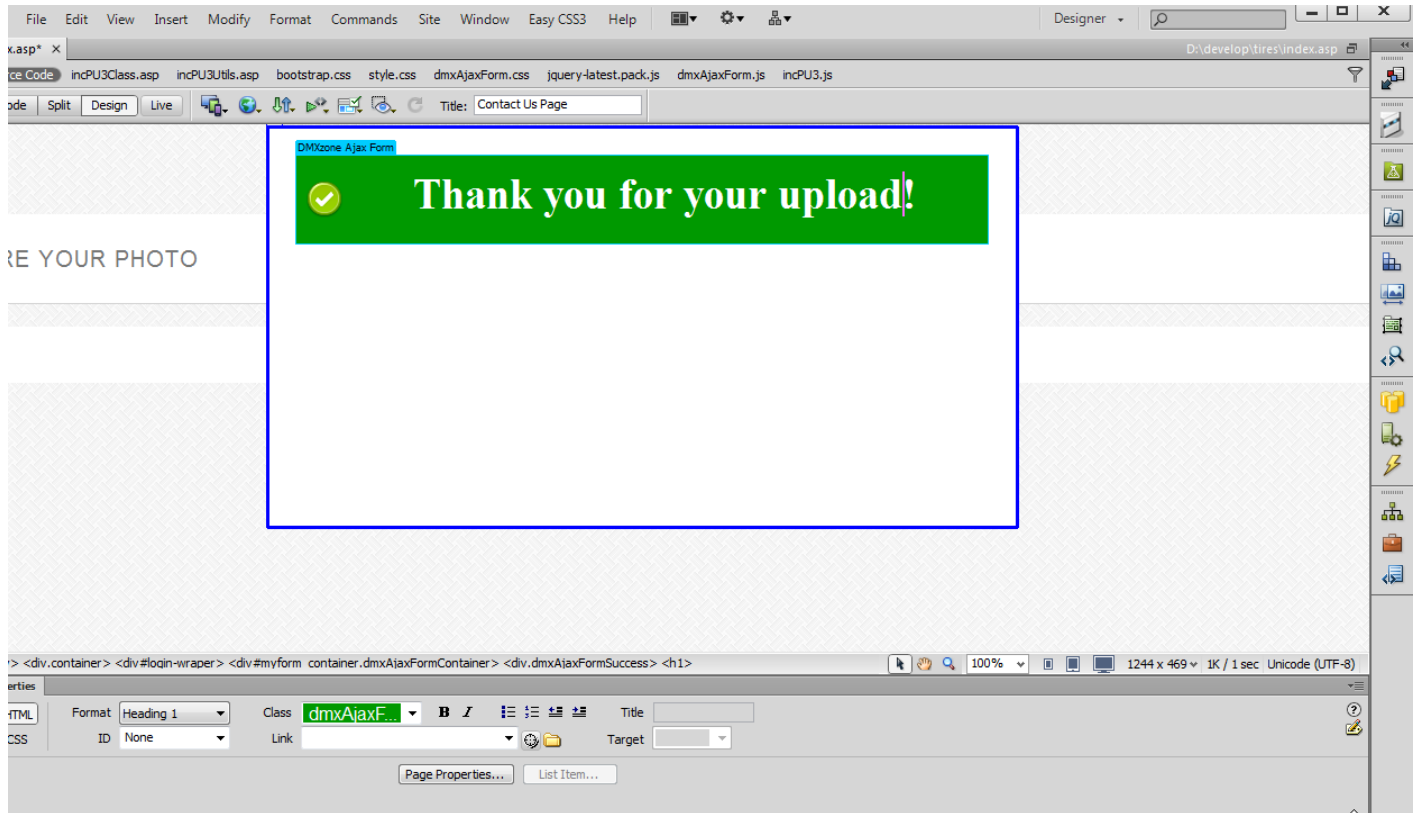 File Edit View Insert Modify Format Commands Site Window Easy CSS3 Help Designer
x.asp* D:\develop\tires\index.asp
rce Code incPU3Class.asp incPU3Utils.asp bootstrap.css style.css dmxAjaxForm.css jquery-latest.pack.js dmxAjaxForm.js incPU3.js
ode Split Design Live Title: Contact Us Page
DMXzone Ajax Form
Thank you for your upload!
RE YOUR PHOTO
jQ
> <div.container> <div#login-wraper> <div#myform_container.dmxAjaxFormContainer> <div.dmxAjaxFormSuccess> <h1> 100% 1244 x 469 1K / 1 sec Unicode (UTF-8)
erties
HTML Format Heading 1 Class dmxAjaxF... B I Title
CSS ID None Link Target
Page Properties... List Item...